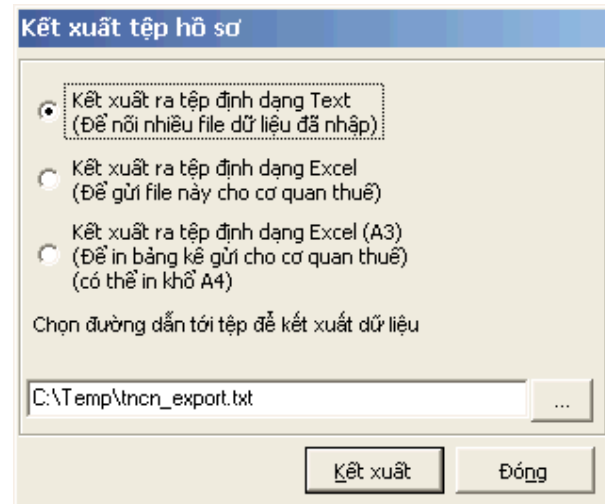 Kết xuất tệp hồ sơ
Kết xuất ra tệp định dạng Text
(Để nối nhiều file dữ liệu đã nhập)
Kết xuất ra tệp định dạng Excel
(Để gửi file này cho cơ quan thuế)
Kết xuất ra tệp định dạng Excel (A3)
(Để in bảng kê gửi cho cơ quan thuế)
(có thể in khổ A4)
Chọn đường dẫn tới tệp để kết xuất dữ liệu
C:\Temp\tncn_export.txt
...
Kết xuất
Đóng